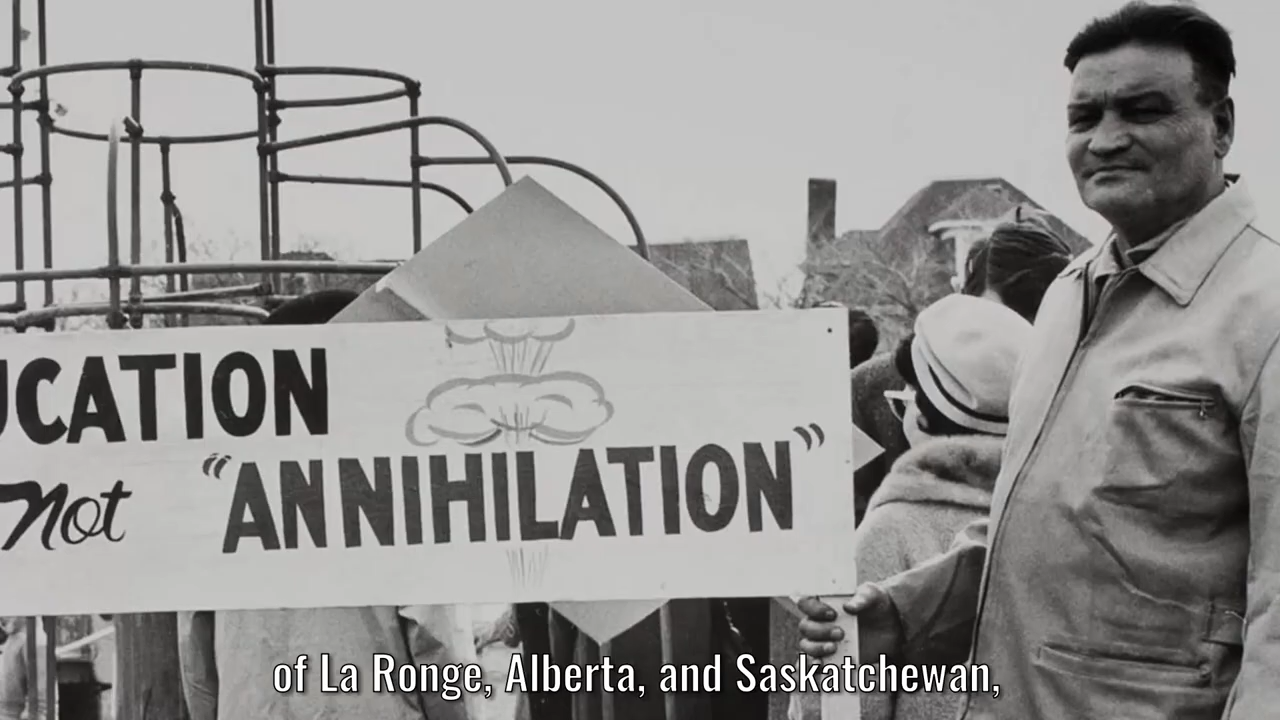 UCATION
Not "ANNIHILATION"
of La Ronge, Alberta, and Saskatchewan,